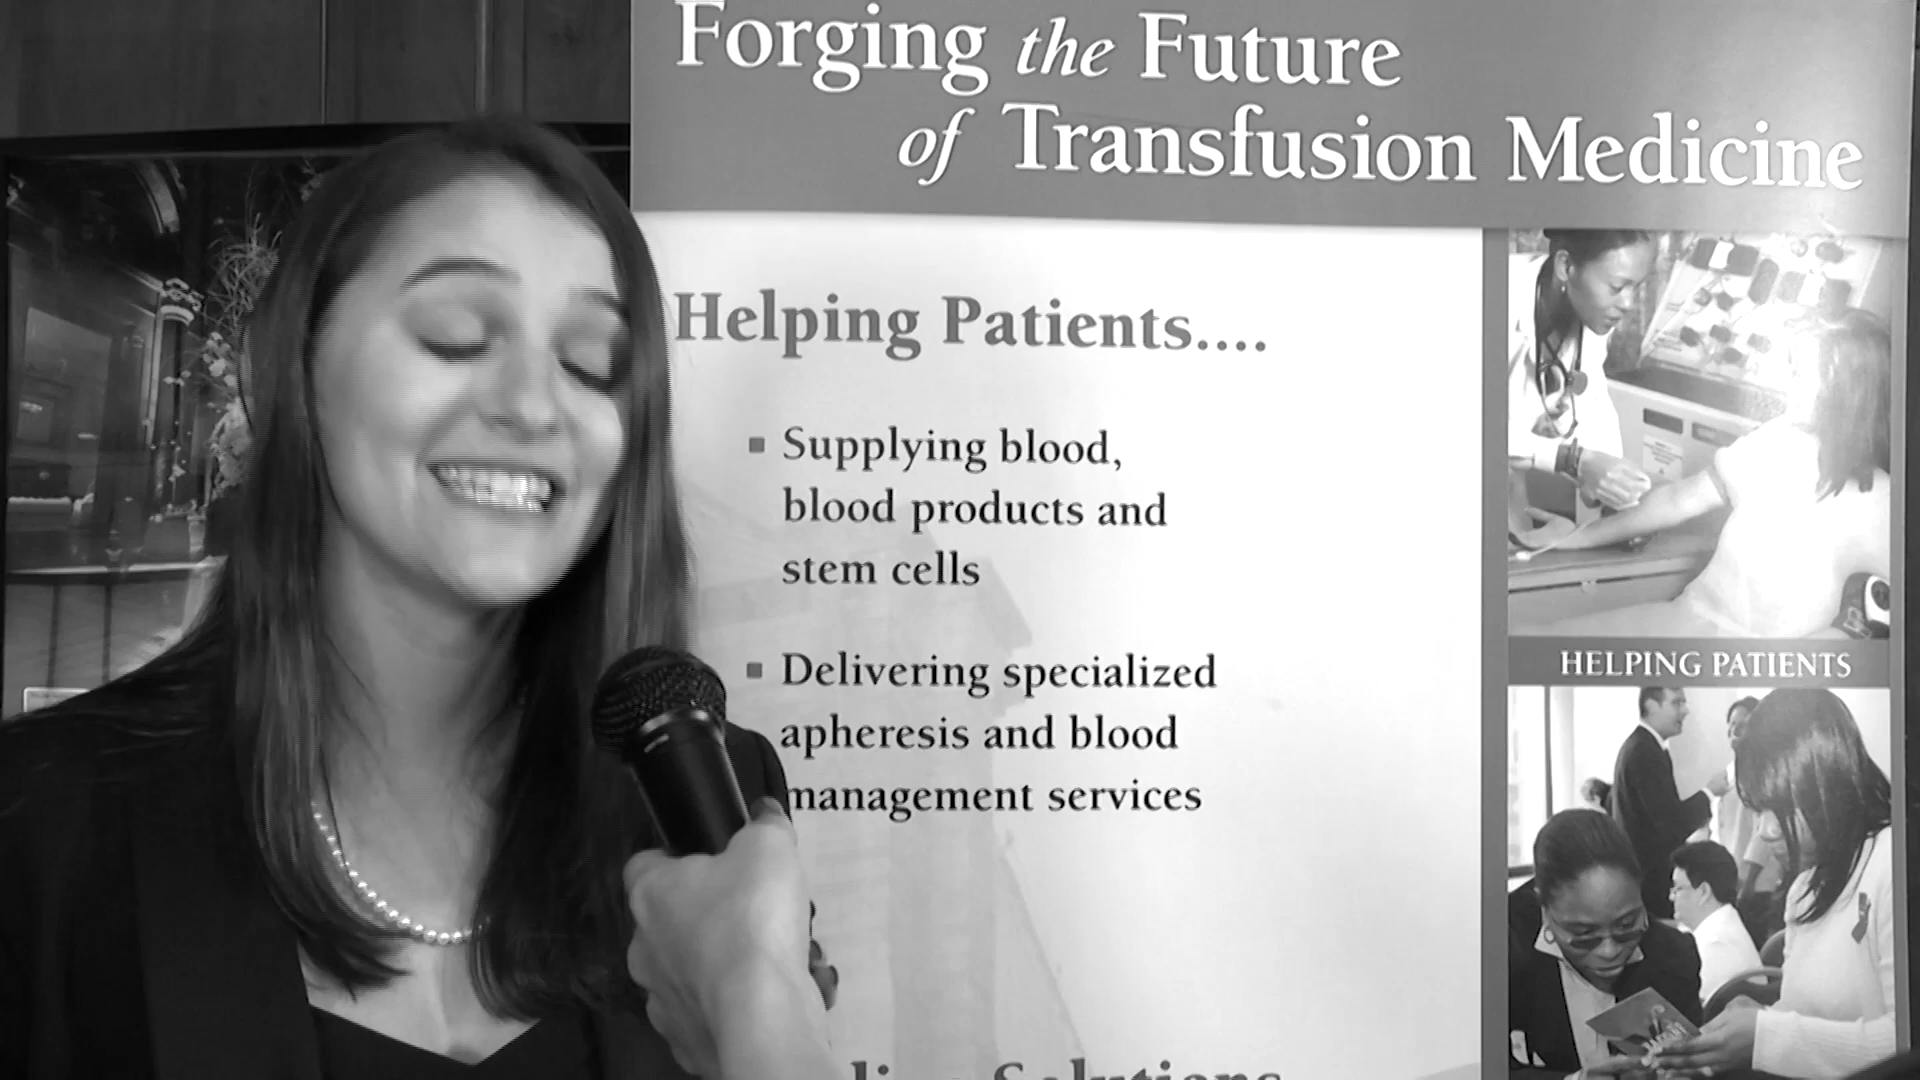 Forging the Future
of Transfusion Medicine
Helping Patients....
▪ Supplying blood,
blood products and
stem cells
▪ Delivering specialized
apheresis and blood
management services
HELPING PATIENTS
Solutions